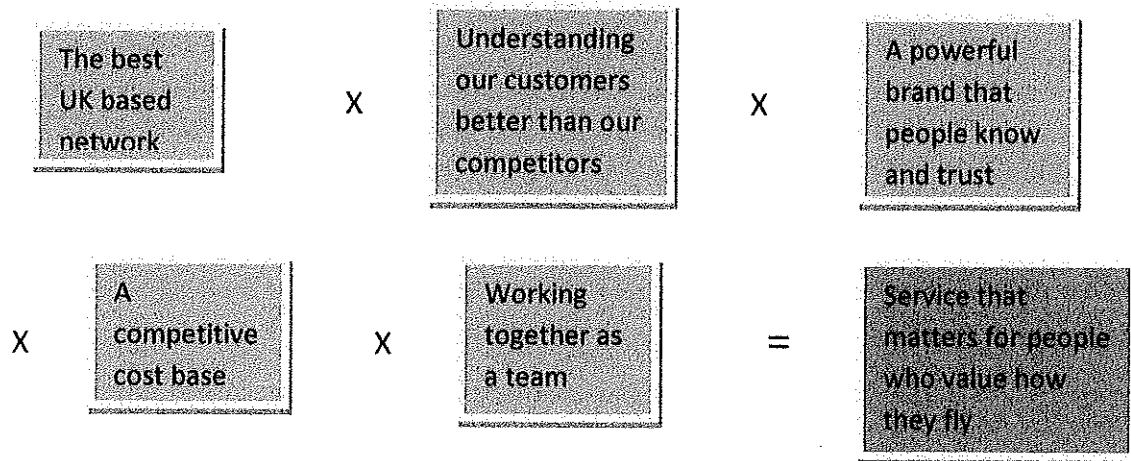 The best
UK based
network
X
Understanding
our customers
better than our
competitors
X
A powerful
brand that
people know
and trust
X
A
competitive
cost base
X
Working
together as
a team
=
Service that
matters for people
who value how
they fly